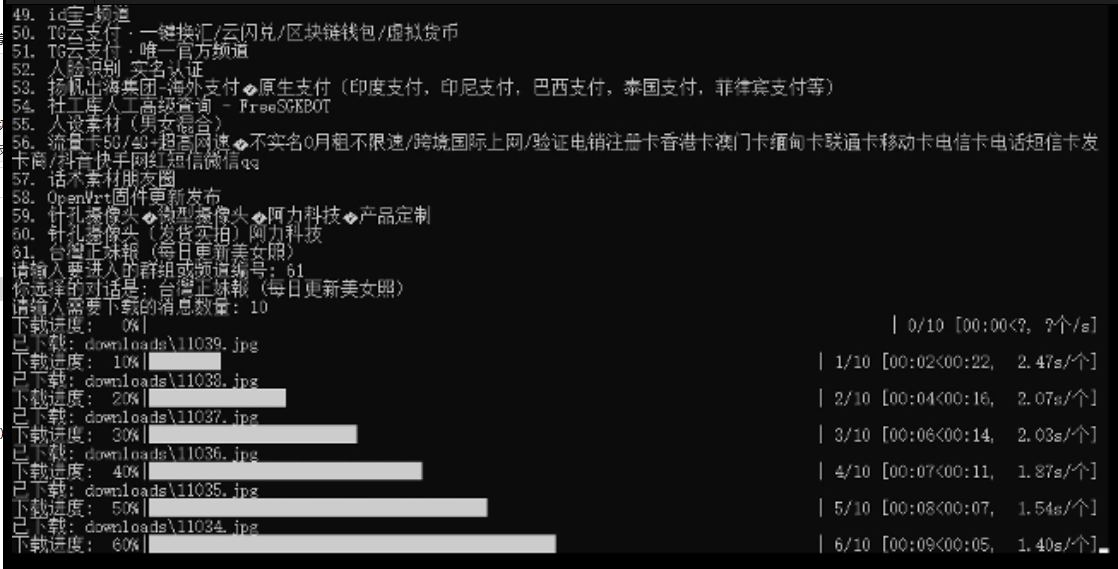 49. id宝-频道
50. TG云支付·一键换汇/云闪兑/区块链钱包/虚拟货币
51. TG云支付·唯一官方频道
52. 人脸识别 实名认证
53. 扬帆出海集团-海外支付�原生支付（印度支付，印尼支付，巴西支付，泰国支付，菲律宾支付等）
54. 社工库人工高级查询 - FreeSGKBOT
55. 人设素材（男女混合）
56. 流量卡5G/4G+超高网速�不实名0月租不限速/跨境国际上网/验证电销注册卡香港卡澳门卡缅甸卡联通卡移动卡电信卡电话短信卡发
卡商/抖音快手网红短信微信qq
57. 话术素材朋友圈
58. OpenWrt固件更新发布
59. 针孔摄像头�微型摄像头�阿力科技�产品定制
60. 针孔摄像头（发货实拍）阿力科技
61. 台灣正妹報（每日更新美女照）
请输入要进入的群组或频道编号: 61
你选择的对话是: 台灣正妹報（每日更新美女照）
请输入需要下载的消息数量: 10
下载进度:   0%|          | 0/10 [00:00<?, ?个/s]
已下载: downloads\11039.jpg
下载进度:  10%|          | 1/10 [00:02<00:22,  2.47s/个]
已下载: downloads\11038.jpg
下载进度:  20%|          | 2/10 [00:04<00:16,  2.07s/个]
已下载: downloads\11037.jpg
下载进度:  30%|          | 3/10 [00:06<00:14,  2.03s/个]
已下载: downloads\11036.jpg
下载进度:  40%|          | 4/10 [00:07<00:11,  1.87s/个]
已下载: downloads\11035.jpg
下载进度:  50%|          | 5/10 [00:08<00:07,  1.54s/个]
已下载: downloads\11034.jpg
下载进度:  60%|          | 6/10 [00:09<00:05,  1.40s/个]